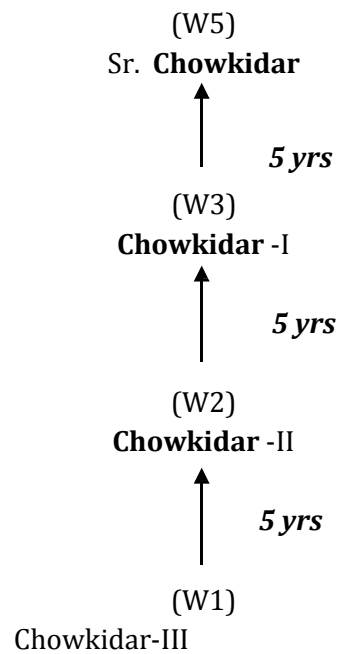 (W5)
Sr. Chowkidar
5 yrs
(W3)
Chowkidar -I
5 yrs
(W2)
Chowkidar -II
5 yrs
(W1)
Chowkidar-III